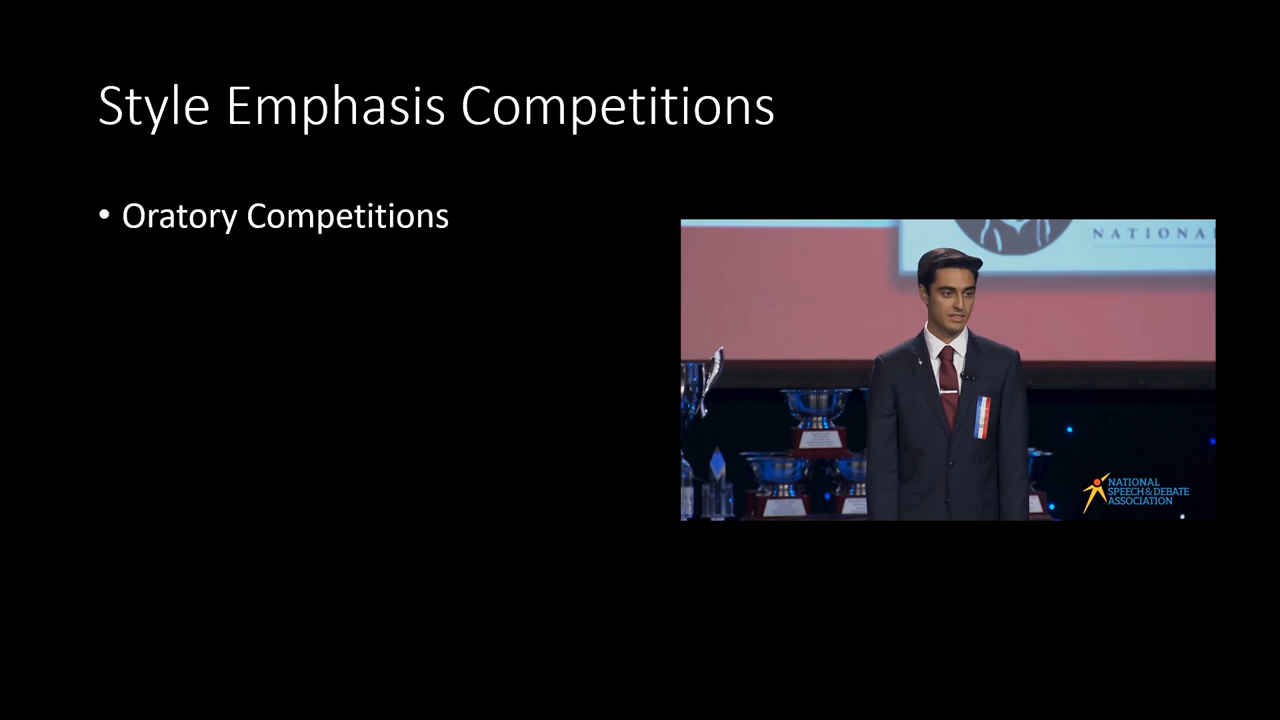 Style Emphasis Competitions
• Oratory Competitions
NATIONA
NATIONAL
SPEECH & DEBATE
ASSOCIATION